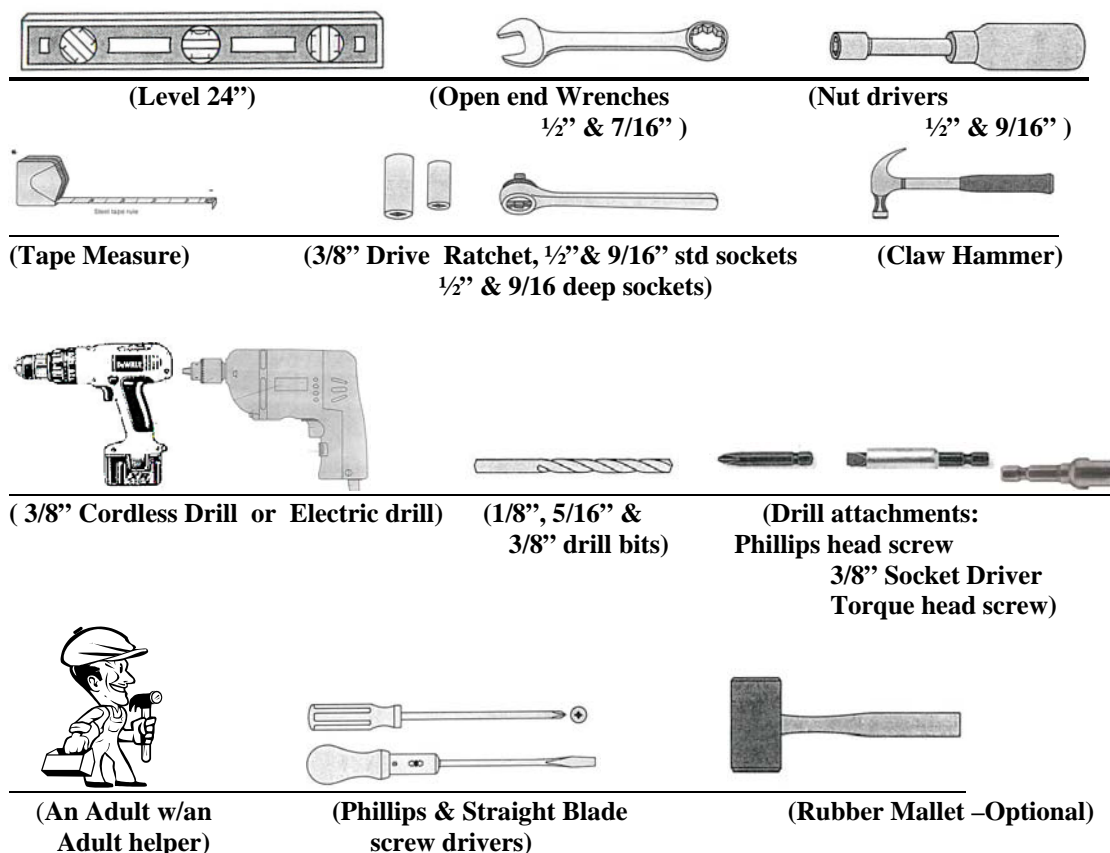 (Level 24”)
(Open end Wrenches
½” & 7/16” )
(Nut drivers
½” & 9/16” )
Steel tape rule
(Tape Measure)
(3/8” Drive Ratchet, ½”& 9/16” std sockets
½” & 9/16 deep sockets)
(Claw Hammer)
DEWALT
( 3/8” Cordless Drill or Electric drill)
(1/8”, 5/16” &
3/8” drill bits)
(Drill attachments:
Phillips head screw
3/8” Socket Driver
Torque head screw)
(An Adult w/an
Adult helper)
(Phillips & Straight Blade
screw drivers)
(Rubber Mallet –Optional)